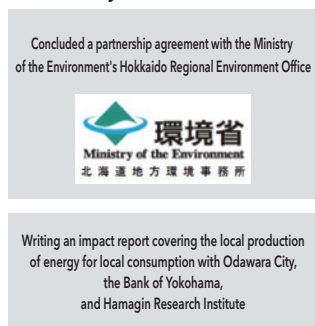 Concluded a partnership agreement with the Ministry
of the Environment's Hokkaido Regional Environment Office
環境省
Ministry of the Environment
北海道地方環境事務所
Writing an impact report covering the local production
of energy for local consumption with Odawara City,
the Bank of Yokohama,
and Hamagin Research Institute